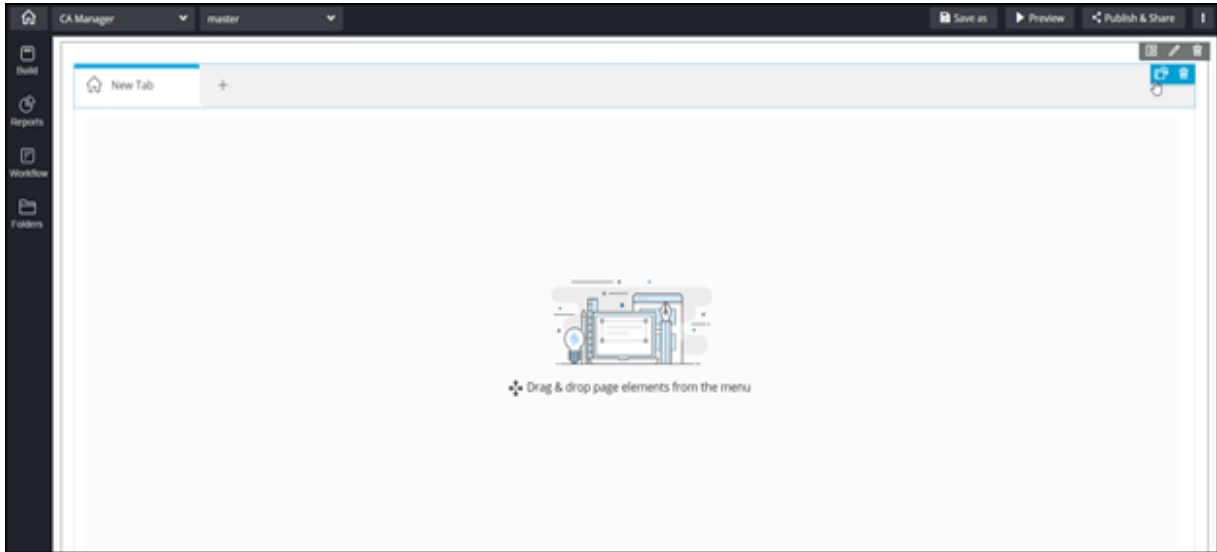 CA Manager master Save as Preview Publish & Share
Build
New Tab +
Reports
Workflow
Folders
Drag & drop page elements from the menu